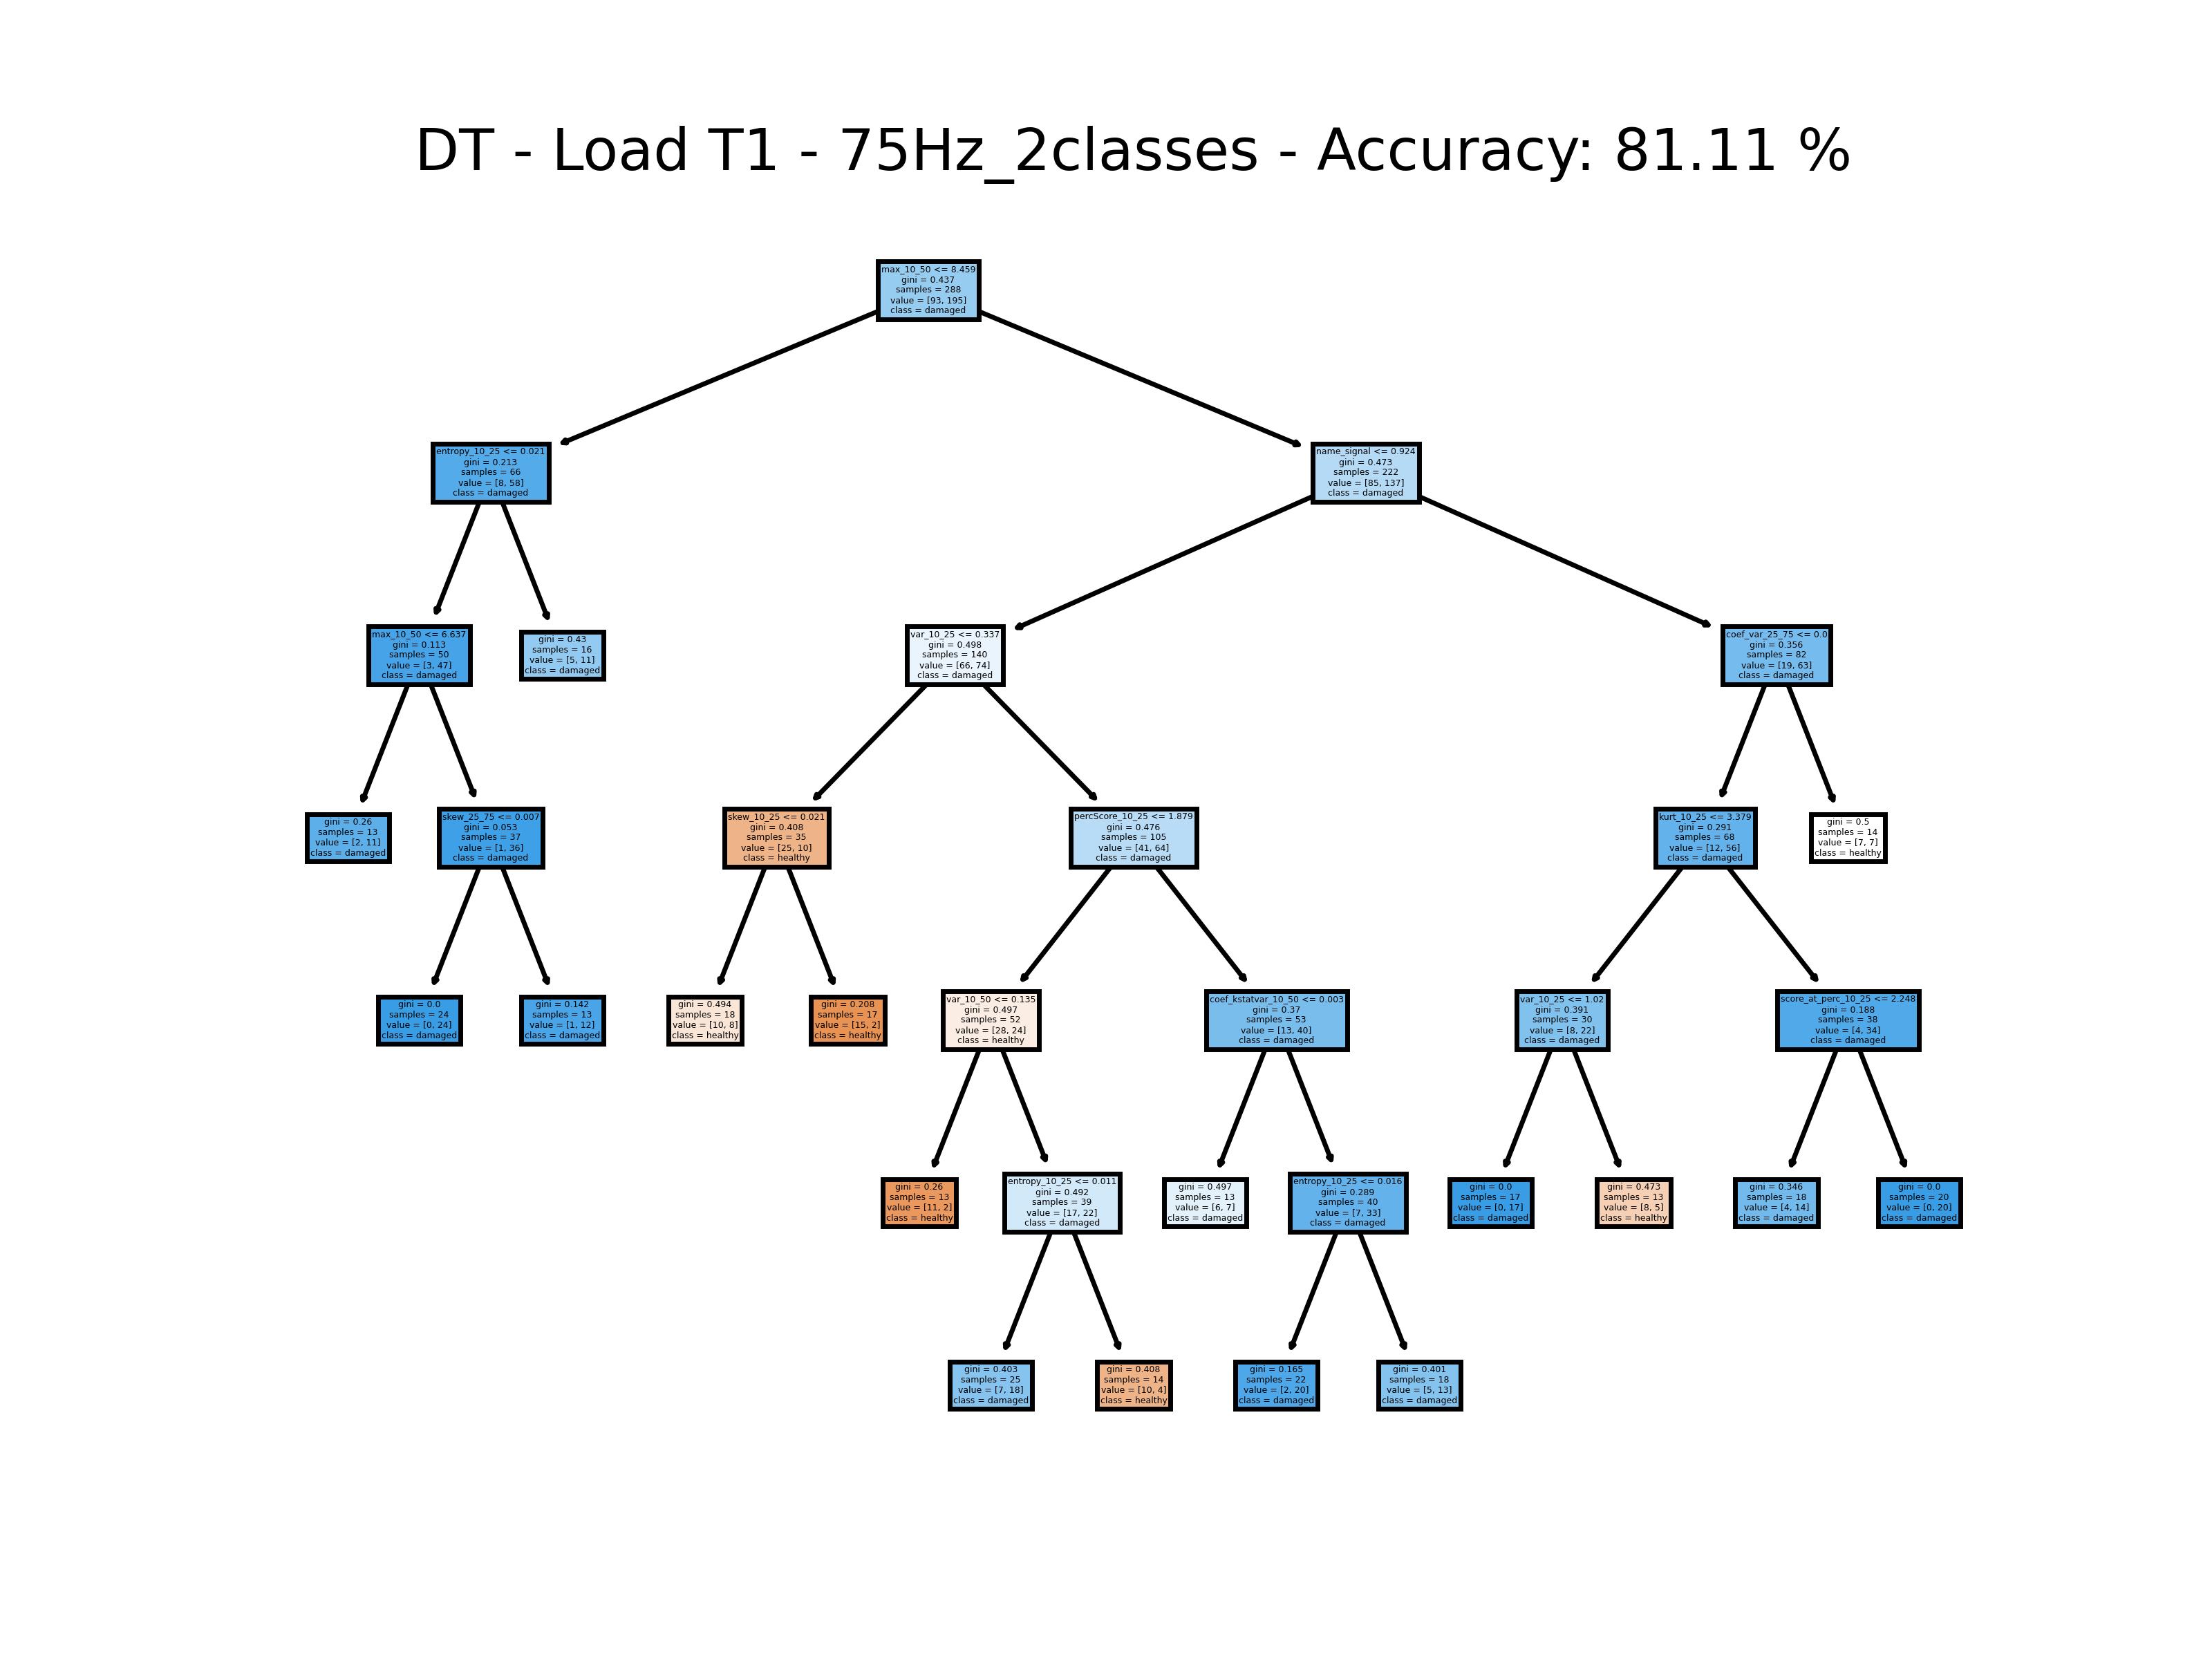 DT - Load T1 - 75Hz_2classes - Accuracy: 81.11 %
max_10_50 <= 8.459
gini = 0.437
samples = 288
value = [93, 195]
class = damaged
entropy_10_25 <= 0.021
gini = 0.213
samples = 66
value = [8, 58]
class = damaged
name_signal <= 0.924
gini = 0.473
samples = 222
value = [85, 137]
class = damaged
max_10_50 <= 6.637
gini = 0.113
samples = 50
value = [3, 47]
class = damaged
gini = 0.43
samples = 16
value = [5, 11]
class = damaged
var_10_25 <= 0.337
gini = 0.498
samples = 140
value = [66, 74]
class = damaged
coef_var_25_75 <= 0.0
gini = 0.356
samples = 82
value = [19, 63]
class = damaged
gini = 0.26
samples = 13
value = [2, 11]
class = damaged
skew_25_75 <= 0.007
gini = 0.053
samples = 37
value = [1, 36]
class = damaged
skew_10_25 <= 0.021
gini = 0.408
samples = 35
value = [25, 10]
class = healthy
percScore_10_25 <= 1.879
gini = 0.476
samples = 105
value = [41, 64]
class = damaged
kurt_10_25 <= 3.379
gini = 0.291
samples = 68
value = [12, 56]
class = damaged
gini = 0.5
samples = 14
value = [7, 7]
class = healthy
gini = 0.0
samples = 24
value = [0, 24]
class = damaged
gini = 0.142
samples = 13
value = [1, 12]
class = damaged
gini = 0.494
samples = 18
value = [10, 8]
class = healthy
gini = 0.208
samples = 17
value = [15, 2]
class = healthy
var_10_50 <= 0.135
gini = 0.497
samples = 52
value = [28, 24]
class = healthy
coef_kstatvar_10_50 <= 0.003
gini = 0.37
samples = 53
value = [13, 40]
class = damaged
var_10_25 <= 1.02
gini = 0.391
samples = 30
value = [8, 22]
class = damaged
score_at_perc_10_25 <= 2.248
gini = 0.188
samples = 38
value = [4, 34]
class = damaged
gini = 0.26
samples = 13
value = [11, 2]
class = healthy
entropy_10_25 <= 0.011
gini = 0.492
samples = 39
value = [17, 22]
class = damaged
gini = 0.497
samples = 13
value = [6, 7]
class = damaged
entropy_10_25 <= 0.016
gini = 0.289
samples = 40
value = [7, 33]
class = damaged
gini = 0.0
samples = 17
value = [0, 17]
class = damaged
gini = 0.473
samples = 13
value = [8, 5]
class = healthy
gini = 0.346
samples = 18
value = [4, 14]
class = damaged
gini = 0.0
samples = 20
value = [0, 20]
class = damaged
gini = 0.403
samples = 25
value = [7, 18]
class = damaged
gini = 0.408
samples = 14
value = [10, 4]
class = healthy
gini = 0.165
samples = 22
value = [2, 20]
class = damaged
gini = 0.401
samples = 18
value = [5, 13]
class = damaged